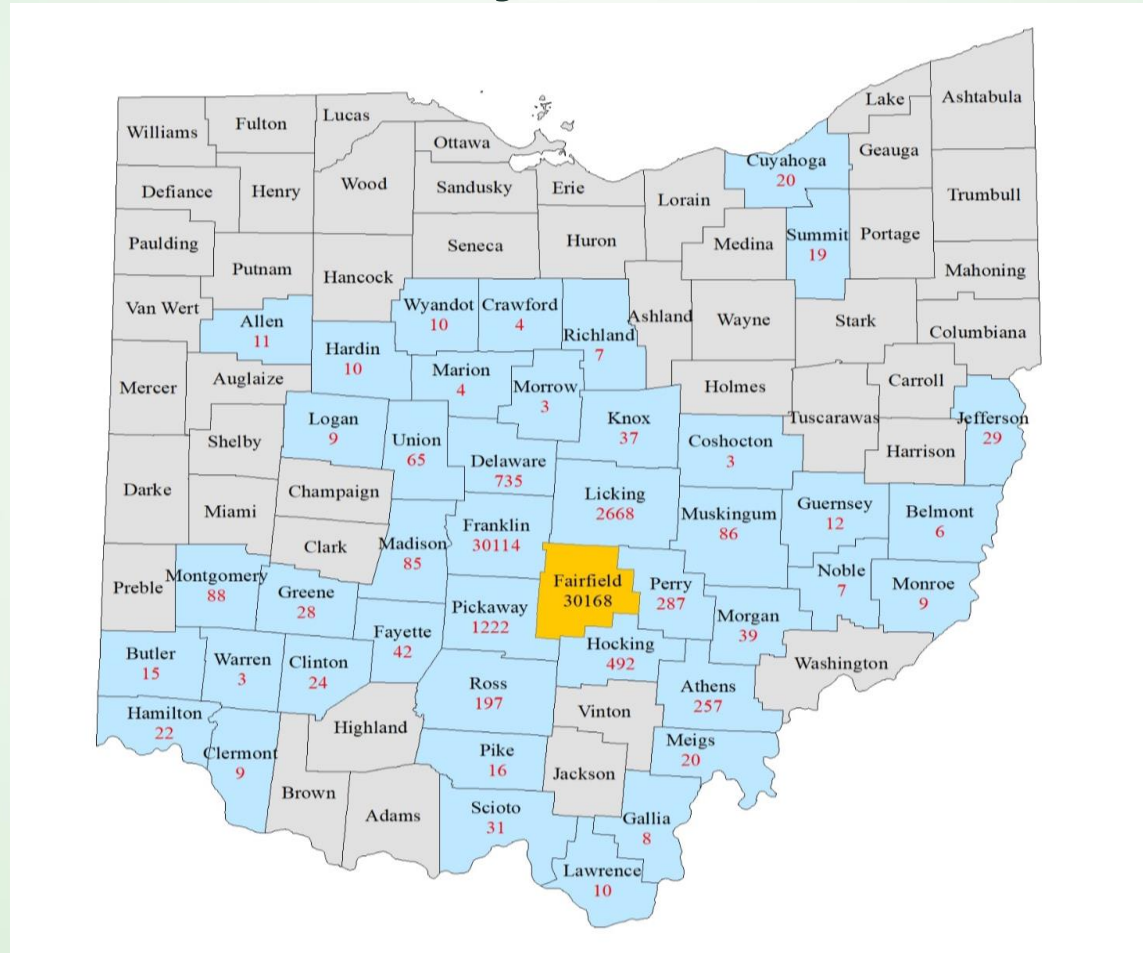 Williams
Fulton
Lucas
Ottawa
Lake
Ashtabula
Geauga
Cuyahoga
20
Defiance
Henry
Wood
Sandusky
Erie
Lorain
Trumbull
Paulding
Putnam
Hancock
Seneca
Huron
Medina
Summit
19
Portage
Mahoning
Van Wert
Allen
11
Hardin
10
Wyandot
10
Crawford
4
Richland
7
Ashland
Wayne
Stark
Columbiana
Mercer
Auglaize
Marion
4
Morrow
3
Holmes
Carroll
Tuscarawas
Jefferson
29
Shelby
Logan
9
Union
65
Delaware
735
Knox
37
Coshocton
3
Harrison
Darke
Miami
Champaign
Licking
2668
Muskingum
86
Guernsey
12
Belmont
6
Clark
Madison
85
Franklin
30114
Preble
Montgomery
88
Greene
28
Fairfield
30168
Perry
287
Noble
7
Monroe
9
Pickaway
1222
Morgan
39
Fayette
42
Hocking
492
Washington
Butler
15
Warren
3
Clinton
24
Ross
197
Athens
257
Hamilton
22
Highland
Vinton
Clermont
9
Pike
16
Meigs
20
Jackson
Brown
Adams
Scioto
31
Gallia
8
Lawrence
10